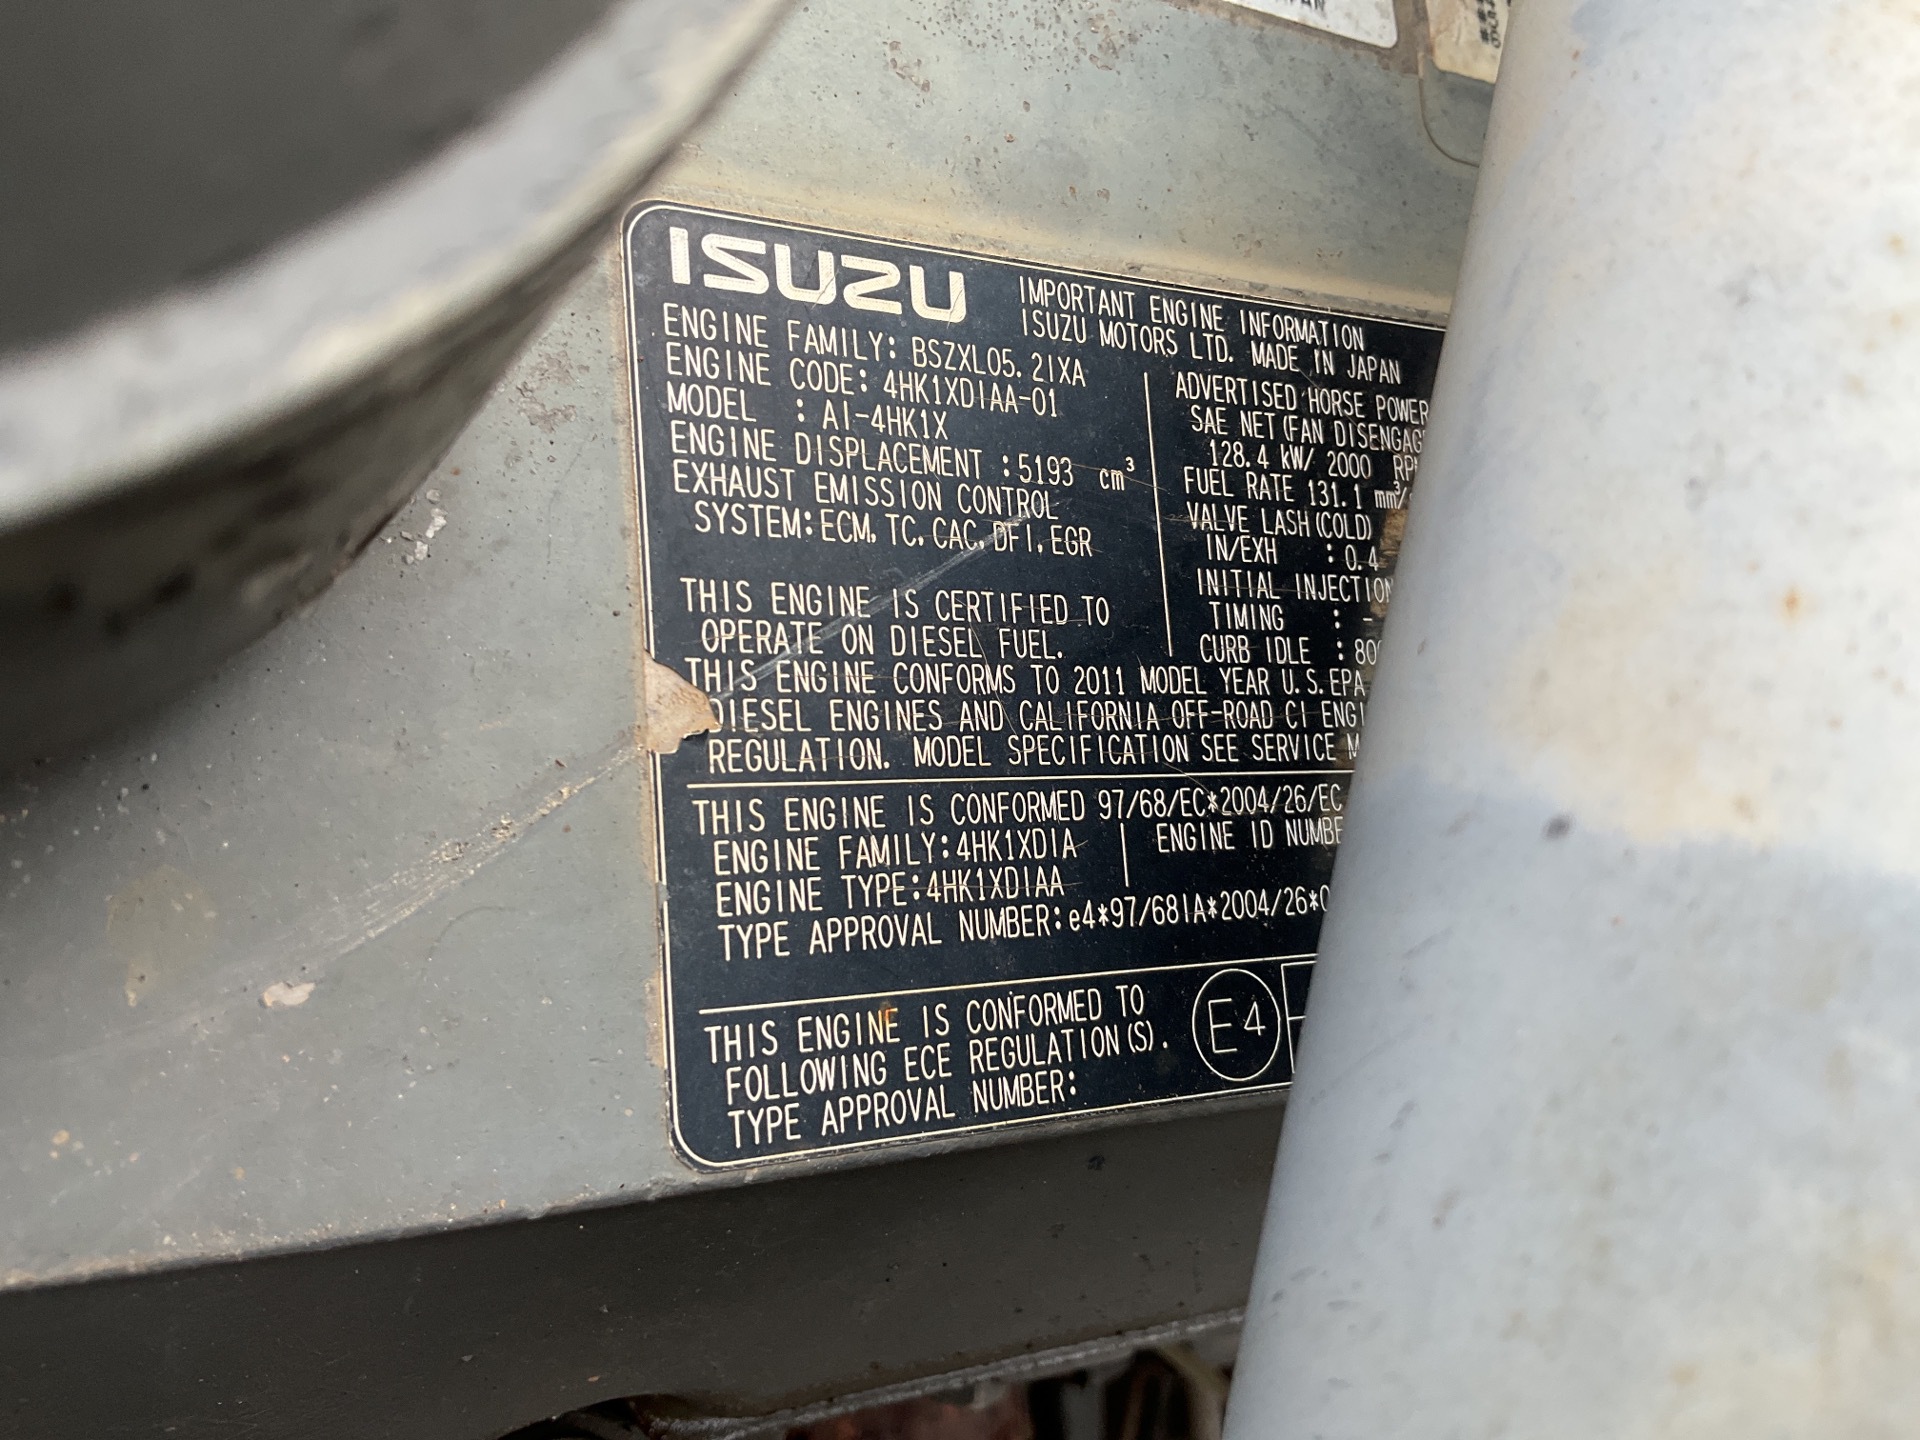 ISUZU
IMPORTANT ENGINE INFORMATION
ISUZU MOTORS LTD. MADE IN JAPAN
ENGINE FAMILY: BSZXL05.2IXA
ENGINE CODE: 4HK1XDIAA-01
MODEL : AI-4HK1X
ENGINE DISPLACEMENT : 5193 cm³
EXHAUST EMISSION CONTROL
SYSTEM: ECM, TC, CAC, DFI, EGR
ADVERTISED HORSE POWER
SAE NET (FAN DISENGAG
128.4 kW/ 2000 RP
FUEL RATE 131.1 mm³/
VALVE LASH (COLD)
IN/EXH : 0.4
INITIAL INJECTION
TIMING : -
CURB IDLE : 800
THIS ENGINE IS CERTIFIED TO
OPERATE ON DIESEL FUEL.
THIS ENGINE CONFORMS TO 2011 MODEL YEAR U.S. EPA
DIESEL ENGINES AND CALIFORNIA OFF-ROAD CI ENGI
REGULATION. MODEL SPECIFICATION SEE SERVICE M
THIS ENGINE IS CONFORMED 97/68/EC*2004/26/EC
ENGINE FAMILY: 4HK1XDIA
ENGINE ID NUMBE
ENGINE TYPE: 4HK1XDIAA
TYPE APPROVAL NUMBER: e4*97/68IA*2004/26*0
THIS ENGINE IS CONFORMED TO
FOLLOWING ECE REGULATION (S).
TYPE APPROVAL NUMBER:
E4